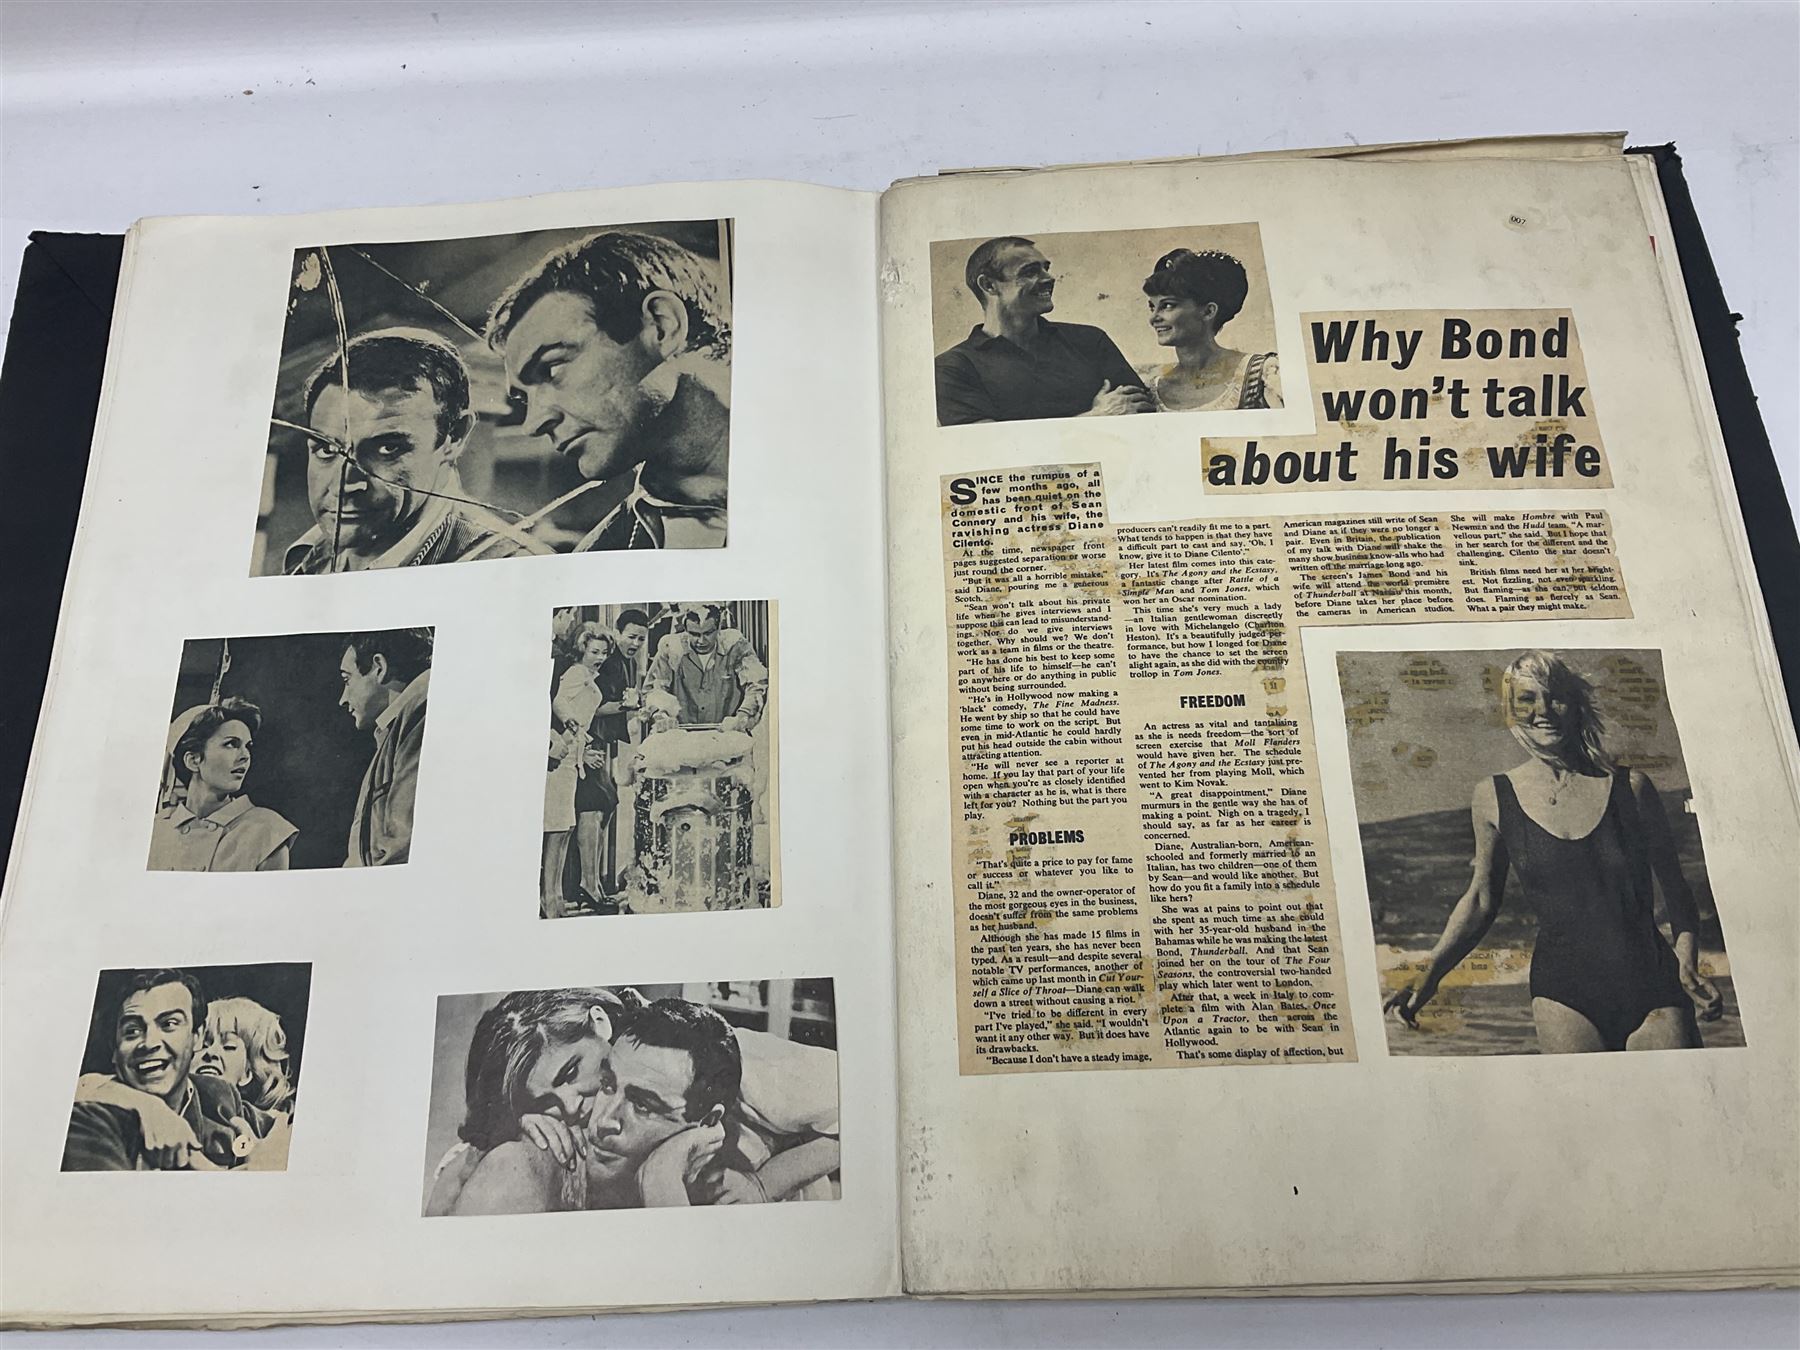 I
007
Why Bond
won't talk
about his wife
SINCE the rumpus of a
few months ago, all
has been quiet on the
domestic front of Sean
Connery and his wife, the
ravishing actress Diane
Cilento.
At the time, newspaper front
pages suggested separation or worse
just round the corner.
"But it was all a horrible mistake,"
said Diane, pouring me a generous
Scotch.
"Sean won't talk about his private
life when he gives interviews and I
suppose this can lead to misunderstand-
ings. Nor do we give interviews
together. Why should we? We don't
work as a team in films or the theatre.
"He has done his best to keep some
part of his life to himself—he can't
go anywhere or do anything in public
without being surrounded.
"He's in Hollywood now making a
'black' comedy, The Fine Madness.
He went by ship so that he could have
some time to work on the script. But
even in mid-Atlantic he could hardly
put his head outside the cabin without
attracting attention.
"He will never see a reporter at
home. If you lay that part of your life
open when you're as closely identified
with a character as he is, what is there
left for you? Nothing but the part you
play.
PROBLEMS
"That's quite a price to pay for fame
or success or whatever you like to
call it."
Diane, 32 and the owner-operator of
the most gorgeous eyes in the business,
doesn't suffer from the same problems
as her husband.
Although she has made 15 films in
the past ten years, she has never been
typed. As a result—and despite several
notable TV performances, another of
which came up last month in Cut Your-
self a Slice of Throat—Diane can walk
down a street without causing a riot.
"I've tried to be different in every
part I've played," she said. "I wouldn't
want it any other way. But it does have
its drawbacks.
"Because I don't have a steady image,
producers can't readily fit me to a part.
What tends to happen is that they have
a difficult part to cast and say, 'Oh, I
know, give it to Diane Cilento'."
Her latest film comes into this cate-
gory. It's The Agony and the Ecstasy,
a fantastic change after Rattle of a
Simple Man and Tom Jones, which
won her an Oscar nomination.
This time she's very much a lady
—an Italian gentlewoman discreetly
in love with Michelangelo (Charlton
Heston). It's a beautifully judged per-
formance, but how I longed for Diane
to have the chance to set the screen
alight again, as she did with the country
trollop in Tom Jones.
FREEDOM
An actress as vital and tantalising
as she is needs freedom—the sort of
screen exercise that Moll Flanders
would have given her. The schedule
of The Agony and the Ecstasy just pre-
vented her from playing Moll, which
went to Kim Novak.
"A great disappointment," Diane
murmurs in the gentle way she has of
making a point. Nigh on a tragedy, I
should say, as far as her career is
concerned.
Diane, Australian-born, American-
schooled and formerly married to an
Italian, has two children—one of them
by Sean—and would like another. But
how do you fit a family into a schedule
like hers?
She was at pains to point out that
she spent as much time as she could
with her 35-year-old husband in the
Bahamas while he was making the latest
Bond, Thunderball. And that Sean
joined her on the tour of The Four
Seasons, the controversial two-handed
play which later went to London.
After that, a week in Italy to com-
plete a film with Alan Bates, Once
Upon a Tractor, then across the
Atlantic again to be with Sean in
Hollywood.
That's some display of affection, but
American magazines still write of Sean
and Diane as if they were no longer a
pair. Even in Britain, the publication
of my talk with Diane will shake the
many show business know-alls who had
written off the marriage long ago.
The screen's James Bond and his
wife will attend the world première
of Thunderball at Nassau this month,
before Diane takes her place before
the cameras in American studios.
She will make Hombre with Paul
Newman and the Hudd team. "A mar-
vellous part," she said. But I hope that
in her search for the different and the
challenging, Cilento the star doesn't
sink.
British films need her at her bright-
est. Not fizzling, not even sparkling.
But flaming—as she can, but seldom
does. Flaming as fiercely as Sean.
What a pair they might make.